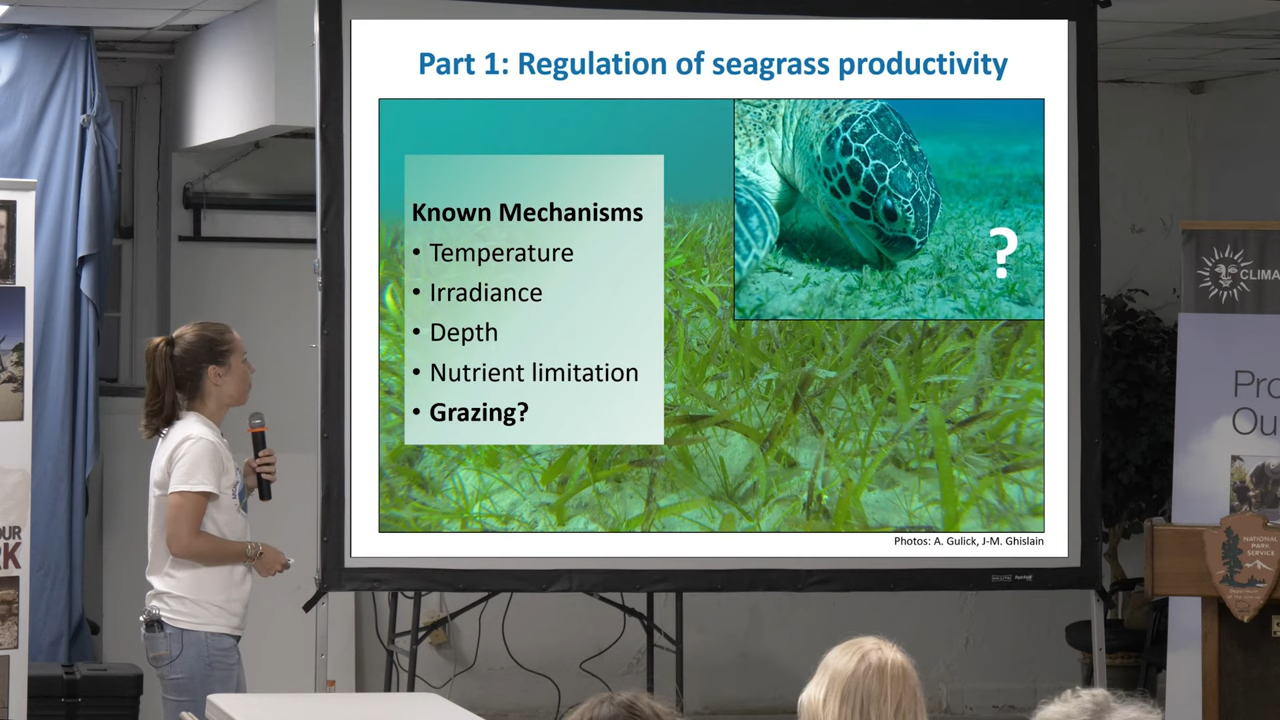 Part 1: Regulation of seagrass productivity
Known Mechanisms
• Temperature
• Irradiance
• Depth
• Nutrient limitation
• Grazing?
?
Photos: A. Gulick, J-M. Ghislain
OUR
RK
CLIMA
Pro
Ou
NATIONAL
PARK
SERVICE